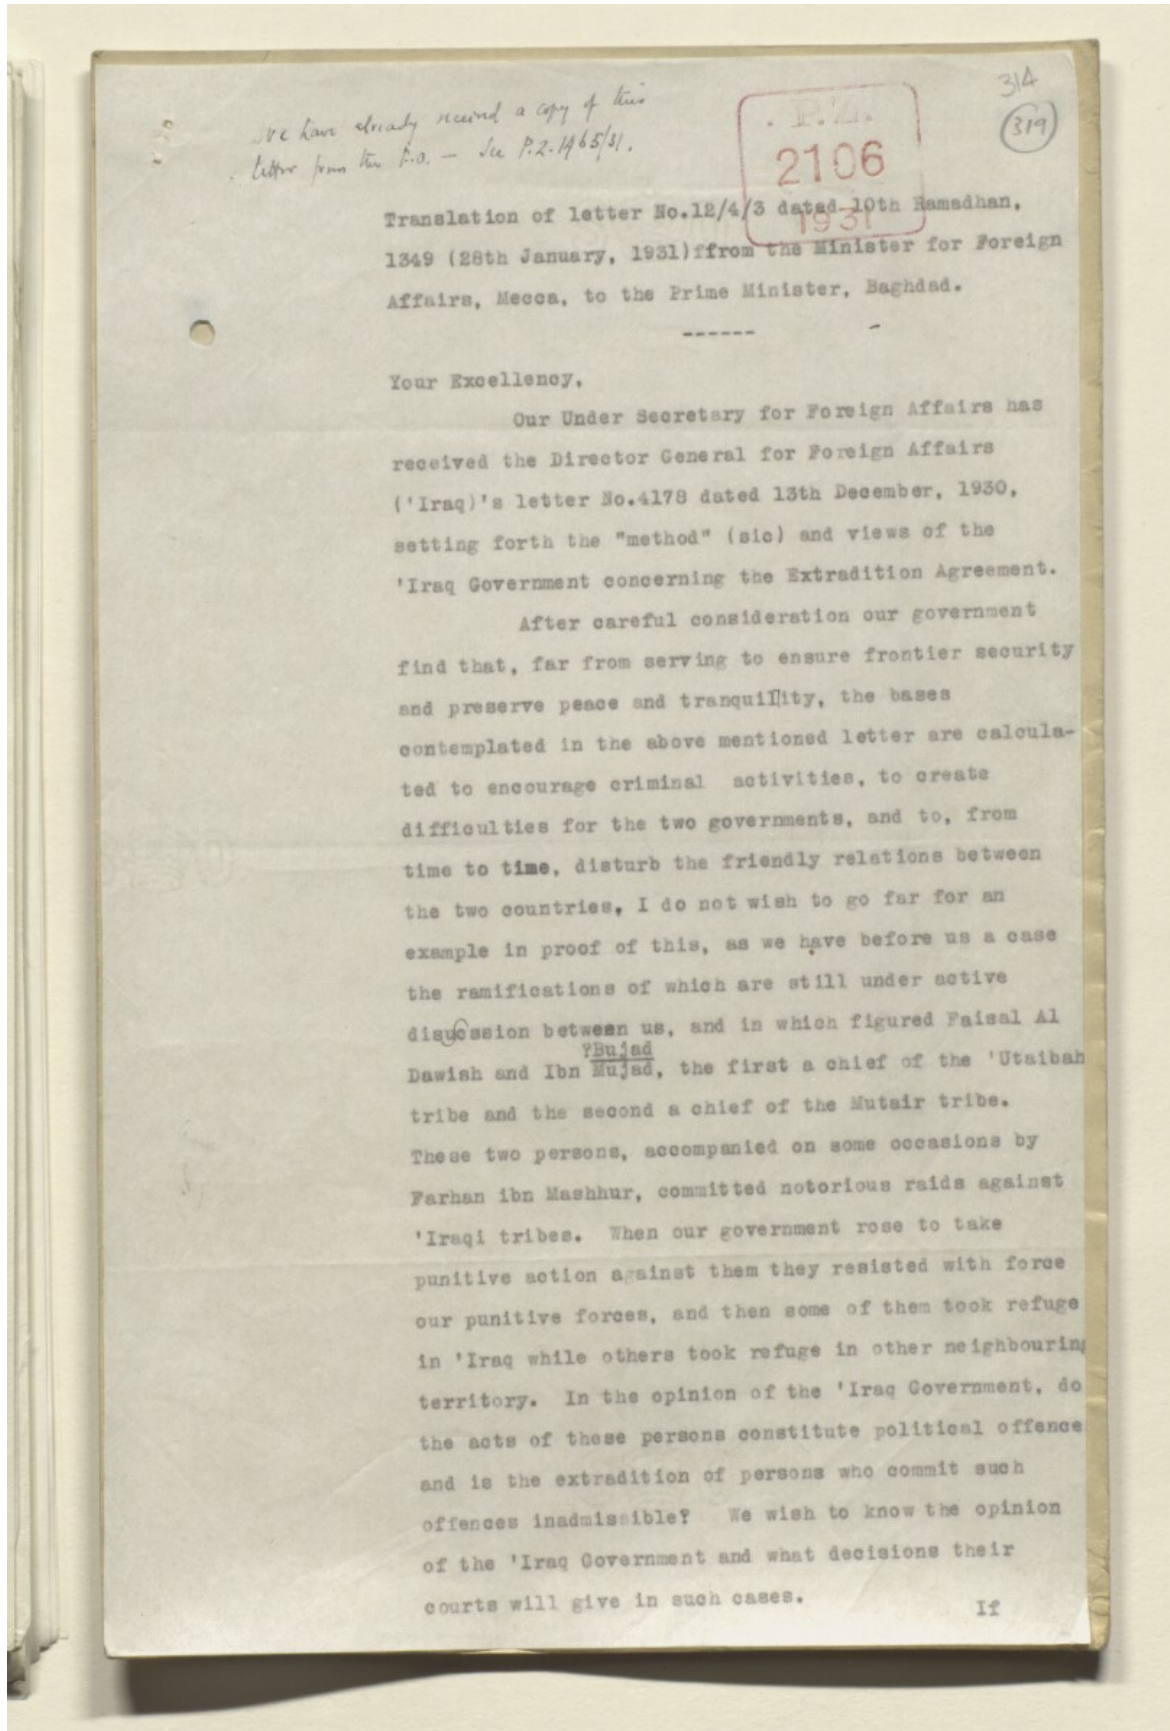 314
319
We have already received a copy of this
letter from the F.O. — See P.Z. 1465/31.
P.Z.
2106
1931
Translation of letter No.12/4/3 dated 10th Ramadhan,
1349 (28th January, 1931)ffrom the Minister for Foreign
Affairs, Mecca, to the Prime Minister, Baghdad.
------
Your Excellency,
Our Under Secretary for Foreign Affairs has
received the Director General for Foreign Affairs
('Iraq)'s letter No.4178 dated 13th December, 1930,
setting forth the "method" (sic) and views of the
'Iraq Government concerning the Extradition Agreement.
After careful consideration our government
find that, far from serving to ensure frontier security
and preserve peace and tranquillity, the bases
contemplated in the above mentioned letter are calcula-
ted to encourage criminal activities, to create
difficulties for the two governments, and to, from
time to time, disturb the friendly relations between
the two countries, I do not wish to go far for an
example in proof of this, as we have before us a case
the ramifications of which are still under active
disucssion between us, and in which figured Faisal Al
?Bujad
Dawish and Ibn Mujad, the first a chief of the 'Utaibah
tribe and the second a chief of the Mutair tribe.
These two persons, accompanied on some occasions by
Farhan ibn Mashhur, committed notorious raids against
'Iraqi tribes. When our government rose to take
punitive action against them they resisted with force
our punitive forces, and then some of them took refuge
in 'Iraq while others took refuge in other neighbouring
territory. In the opinion of the 'Iraq Government, do
the acts of these persons constitute political offence
and is the extradition of persons who commit such
offences inadmissible? We wish to know the opinion
of the 'Iraq Government and what decisions their
courts will give in such cases.
If